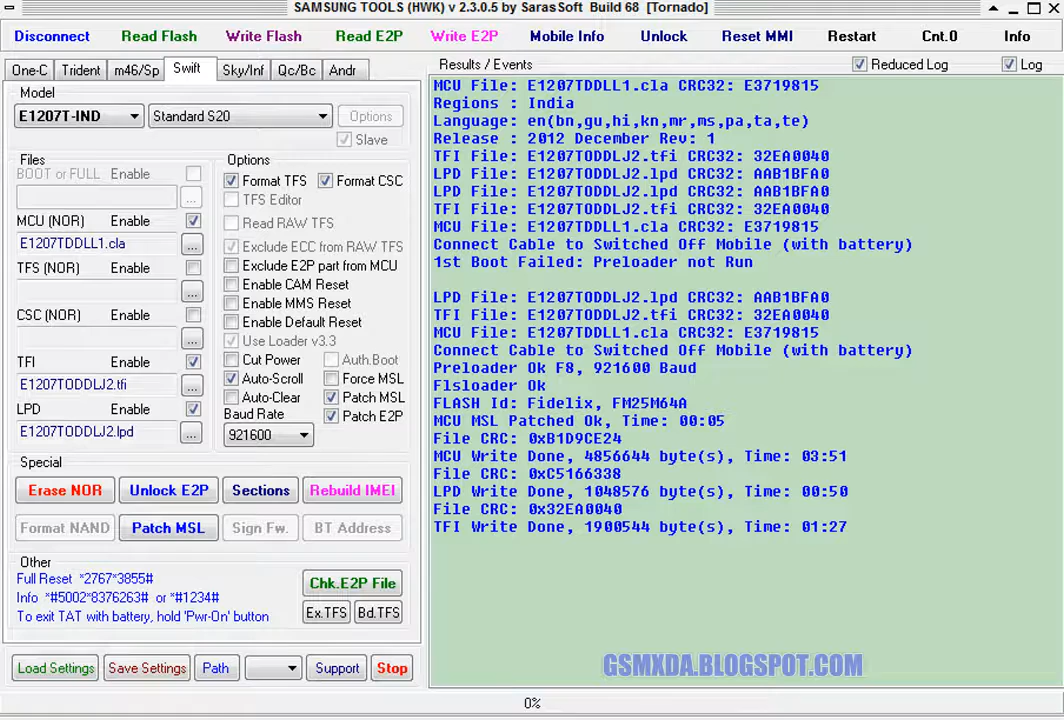 SAMSUNG TOOLS (HWK) v 2.3.0.5 by SarasSoft Build 68 [Tornado]
Disconnect Read Flash Write Flash Read E2P Write E2P Mobile Info Unlock Reset MMI Restart Cnt.0 Info
One-C Trident m46/Sp Swift Sky/Inf Qc/Bc Andr
Results / Events Reduced Log Log
Model
E1207T-IND Standard S20 Options
Slave
Files
BOOT or FULL Enable
...
MCU (NOR) Enable
E1207TDDLL1.cla ...
TFS (NOR) Enable
...
CSC (NOR) Enable
...
TFI Enable
E1207TODDLJ2.tfi ...
LPD Enable
E1207TODDLJ2.lpd ...
Options
Format TFS Format CSC
TFS Editor
Read RAW TFS
Exclude ECC from RAW TFS
Exclude E2P part from MCU
Enable CAM Reset
Enable MMS Reset
Enable Default Reset
Use Loader v3.3
Cut Power Auth.Boot
Auto-Scroll Force MSL
Auto-Clear Patch MSL
Baud Rate Patch E2P
921600
Special
Erase NOR Unlock E2P Sections Rebuild IMEI
Format NAND Patch MSL Sign Fw. BT Address
Other
Full Reset *2767*3855#
Info *#5002*8376263# or *#1234#
To exit TAT with battery, hold 'Pwr-On' button
Chk.E2P File
Ex.TFS Bd.TFS
Load Settings Save Settings Path Support Stop
MCU File: E1207TDDLL1.cla CRC32: E3719815
Regions : India
Language: en(bn,gu,hi,kn,mr,ms,pa,ta,te)
Release : 2012 December Rev: 1
TFI File: E1207TODDLJ2.tfi CRC32: 32EA0040
LPD File: E1207TODDLJ2.lpd CRC32: AAB1BFA0
LPD File: E1207TODDLJ2.lpd CRC32: AAB1BFA0
TFI File: E1207TODDLJ2.tfi CRC32: 32EA0040
MCU File: E1207TDDLL1.cla CRC32: E3719815
Connect Cable to Switched Off Mobile (with battery)
1st Boot Failed: Preloader not Run
LPD File: E1207TODDLJ2.lpd CRC32: AAB1BFA0
TFI File: E1207TODDLJ2.tfi CRC32: 32EA0040
MCU File: E1207TDDLL1.cla CRC32: E3719815
Connect Cable to Switched Off Mobile (with battery)
Preloader Ok F8, 921600 Baud
Flsloader Ok
FLASH Id: Fidelix, FM25M64A
MCU MSL Patched Ok, Time: 00:05
File CRC: 0xB1D9CE24
MCU Write Done, 4856644 byte(s), Time: 03:51
File CRC: 0xC5166338
LPD Write Done, 1048576 byte(s), Time: 00:50
File CRC: 0x32EA0040
TFI Write Done, 1900544 byte(s), Time: 01:27
GSMXDA.BLOGSPOT.COM
0%